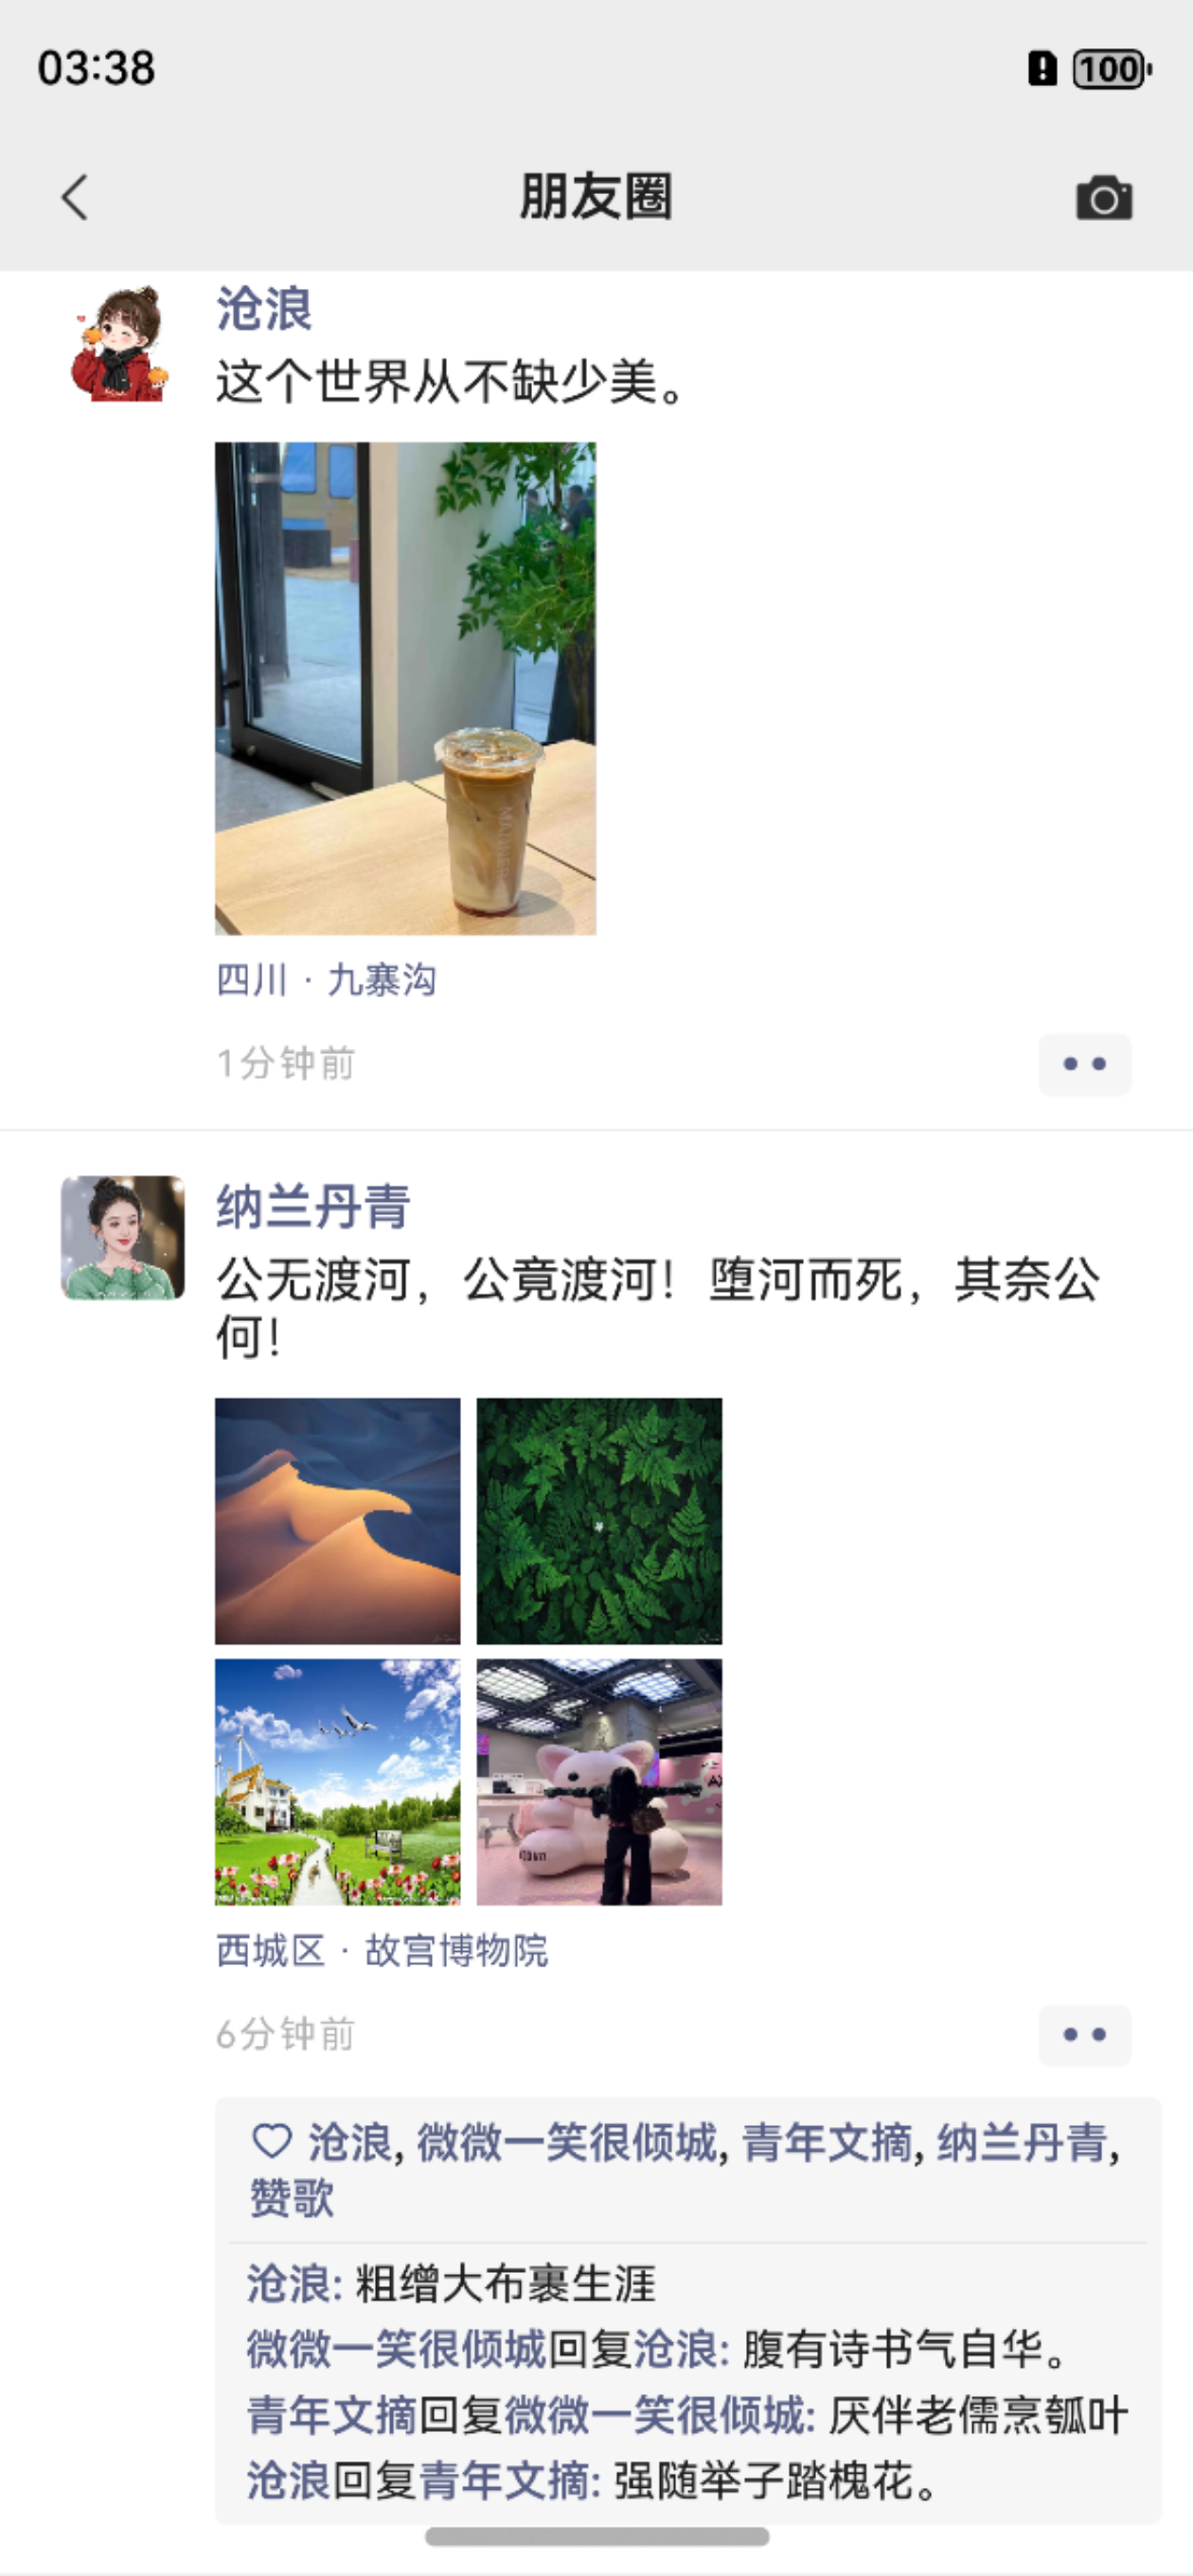 03:38
100
朋友圈
沧浪
这个世界从不缺少美。
MANNER
四川 · 九寨沟
1分钟前
纳兰丹青
公无渡河，公竟渡河！堕河而死，其奈公
何！
西城区 · 故宫博物院
6分钟前
沧浪, 微微一笑很倾城, 青年文摘, 纳兰丹青,
赞歌
沧浪: 粗缯大布裹生涯
微微一笑很倾城回复沧浪: 腹有诗书气自华。
青年文摘回复微微一笑很倾城: 厌伴老儒烹瓠叶
沧浪回复青年文摘: 强随举子踏槐花。